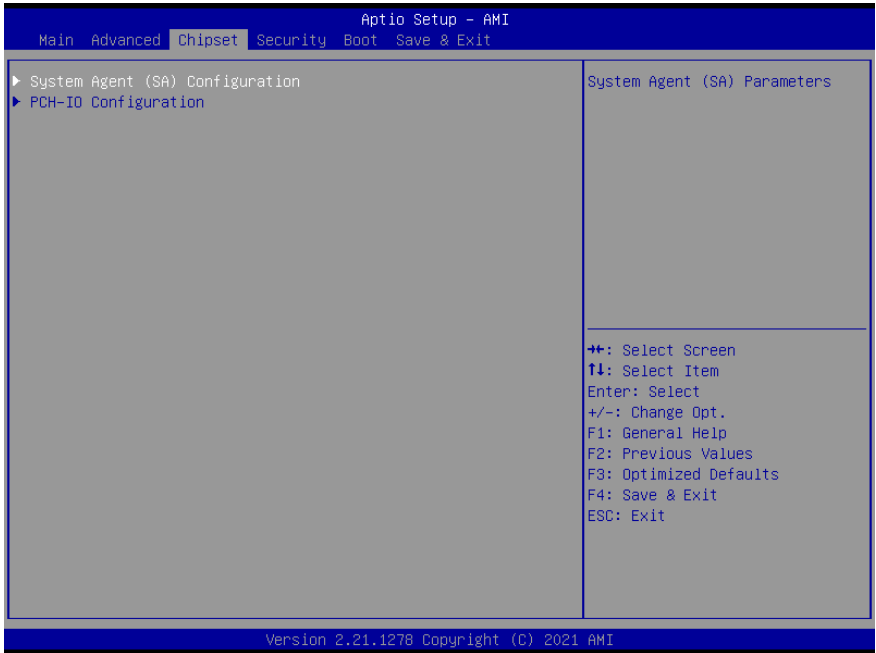 Aptio Setup – AMI
Main Advanced Chipset Security Boot Save & Exit
▶ System Agent (SA) Configuration
▶ PCH-IO Configuration
System Agent (SA) Parameters
→←: Select Screen
↑↓: Select Item
Enter: Select
+/-: Change Opt.
F1: General Help
F2: Previous Values
F3: Optimized Defaults
F4: Save & Exit
ESC: Exit
Version 2.21.1278 Copyright (C) 2021 AMI